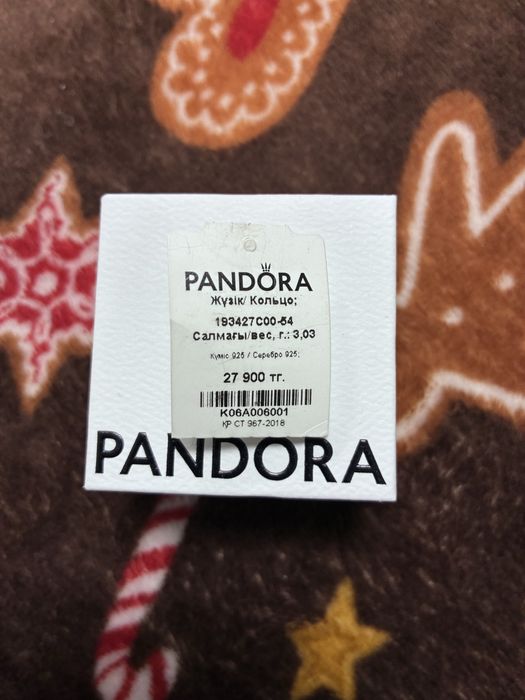 PANDORA
Жүзік/ Кольцо;
193427C00-54
Салмағы/вес, г.: 3,03
Күміс 925 / Серебро 925;
27 900 тг.
K06A006001
ҚР СТ 967-2018
PANDORA